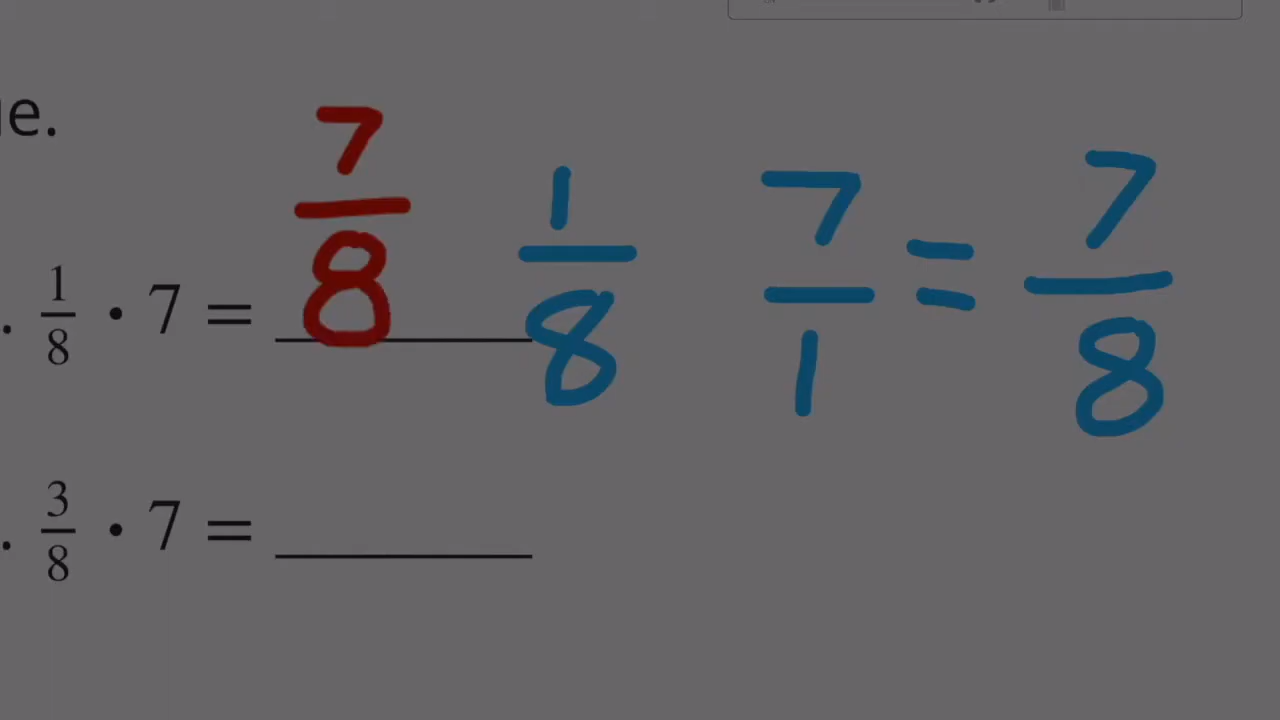 e.
. 1/8 • 7 = 7/8 1/8 7/1 = 7/8
. 3/8 • 7 =